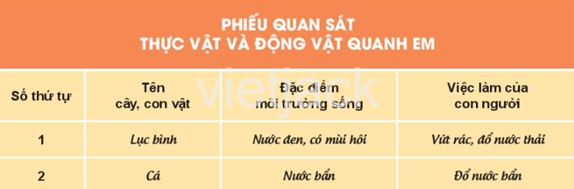 PHIẾU QUAN SÁT
THỰC VẬT VÀ ĐỘNG VẬT QUANH EM
Số thứ tự
Tên
cây, con vật
Đặc điểm
môi trường sống
Việc làm của
con người
vietjack
1
Lục bình
Nước đen, có mùi hôi
Vứt rác, đổ nước thải
2
Cá
Nước bẩn
Đổ nước bẩn